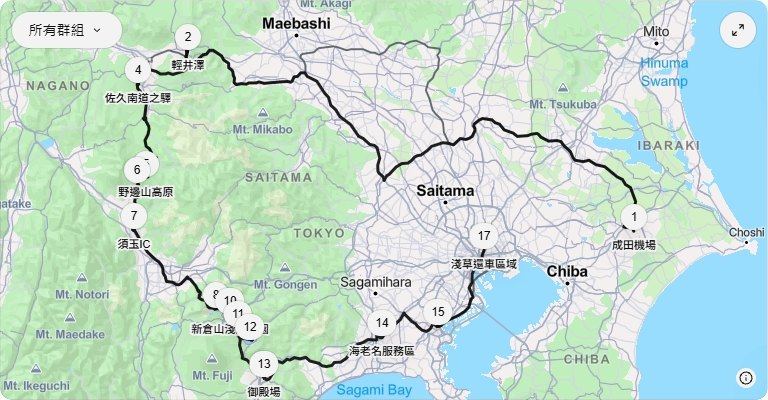 Mt. Akagi
所有群組
Maebashi
Mito
2
輕井澤
Hinuma
Swamp
4
佐久南道之驛
NAGANO
Mt. Tsukuba
Mt. Mikabo
IBARAKI
6
野邊山高原
SAITAMA
Saitama
7
須玉IC
TOKYO
17
淺草還車區域
1
成田機場
Choshi
Chiba
Mt. Gongen
Sagamihara
Mt. Notori
8
10
11
12
新倉山淺
園
14
海老名服務區
15
Mt. Maedake
13
御殿場
Mt. Fuji
CHIBA
Mt. Ikeguchi
Sagami Bay